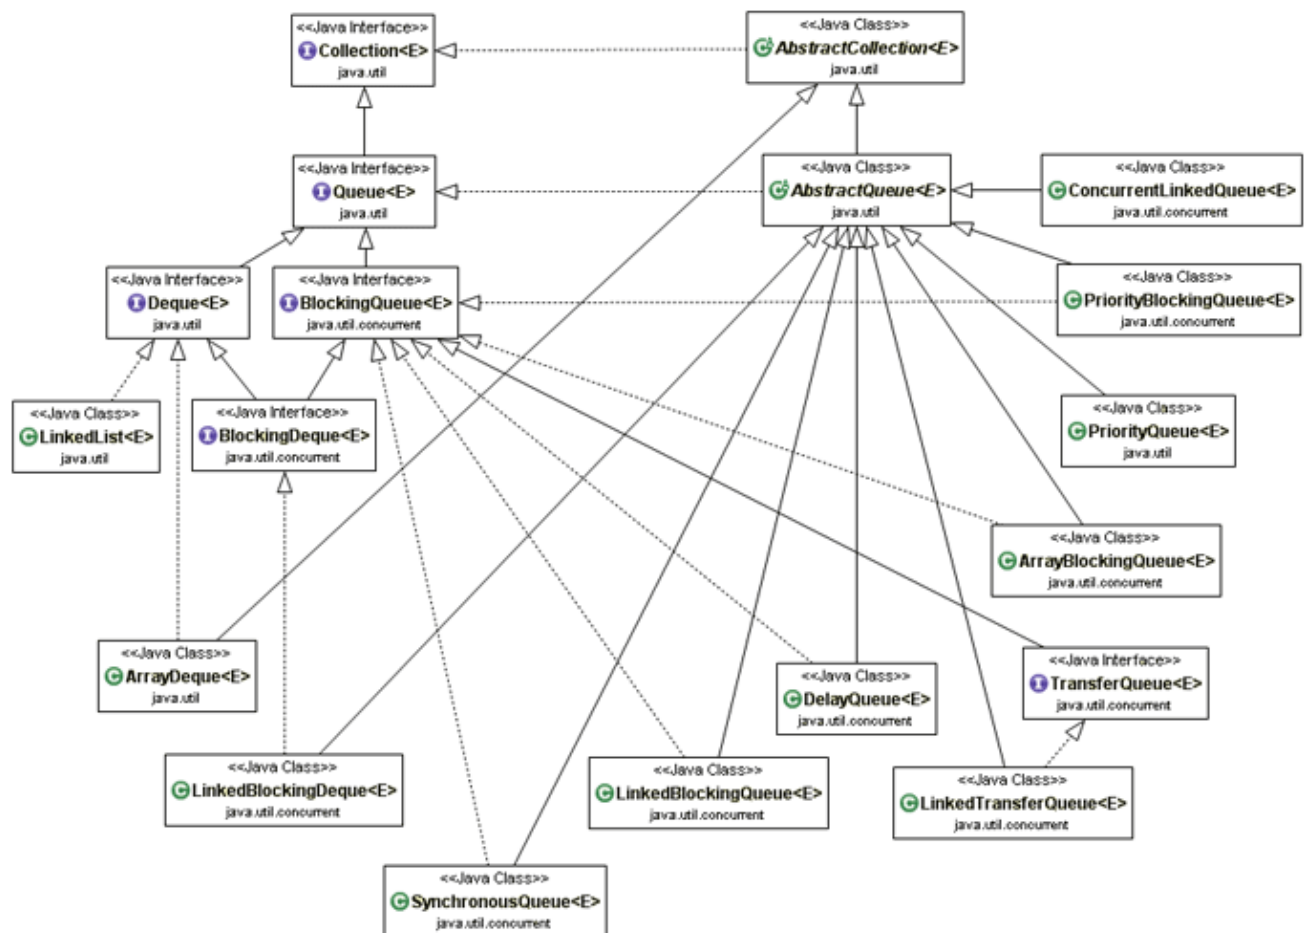 <<Java Interface>>
Collection<E>
java.util
<<Java Class>>
AbstractCollection<E>
java.util
<<Java Interface>>
Queue<E>
java.util
<<Java Class>>
AbstractQueue<E>
java.util
<<Java Class>>
ConcurrentLinkedQueue<E>
java.util.concurrent
<<Java Interface>>
Deque<E>
java.util
<<Java Interface>>
BlockingQueue<E>
java.util.concurrent
<<Java Class>>
PriorityBlockingQueue<E>
java.util.concurrent
<<Java Class>>
LinkedList<E>
java.util
<<Java Interface>>
BlockingDeque<E>
java.util.concurrent
<<Java Class>>
PriorityQueue<E>
java.util
<<Java Class>>
ArrayBlockingQueue<E>
java.util.concurrent
<<Java Class>>
ArrayDeque<E>
java.util
<<Java Class>>
DelayQueue<E>
java.util.concurrent
<<Java Interface>>
TransferQueue<E>
java.util.concurrent
<<Java Class>>
LinkedBlockingDeque<E>
java.util.concurrent
<<Java Class>>
LinkedBlockingQueue<E>
java.util.concurrent
<<Java Class>>
LinkedTransferQueue<E>
java.util.concurrent
<<Java Class>>
SynchronousQueue<E>
java.util.concurrent